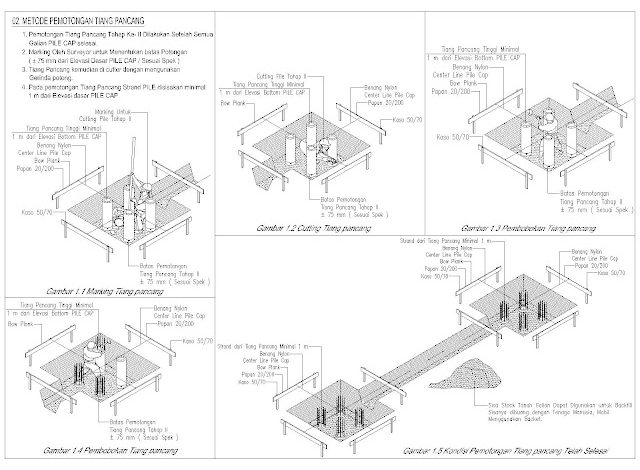 02. METODE PEMOTONGAN TIANG PANCANG
1. Pemotongan Tiang Pancang Tahap Ke- II Dilakukan Setelah Semua
Galian PILE CAP selesai.
2. Marking Oleh Surveyor untuk Menentukan Batas Potongan
( ± 75 mm dari Elevasi Dasar PILE CAP / Sesuai Spek )
3. Tiang Pancang kemudian di cutter dengan mengunakan
Gerinda potong.
4. Pada pemotongan Tiang Pancang Strand PILE disisakan minimal
1 m dari Elevasi dasar PILE CAP
Marking Untuk
Cutting Pile Tahap II
Tiang Pancang Tinggi Minimal
1 m dari Elevasi Bottom PILE CAP
Benang Nylon
Center Line Pile Cap
Bow Plank
Papan 20/200
Kaso 50/70
Batas Pemotongan
Tiang Pancang Tahap II
± 75 mm ( Sesuai Spek )
Gambar 1.1 Marking Tiang pancang
Cutting Pile Tahap II
Tiang Pancang Tinggi Minimal
1 m dari Elevasi Bottom PILE CAP
Bow Plank
Benang Nylon
Center Line Pile Cap
Papan 20/200
Kaso 50/70
Batas Pemotongan
Tiang Pancang Tahap II
± 75 mm ( Sesuai Spek )
Gambar 1.2 Cutting Tiang pancang
Tiang Pancang Tinggi Minimal
1 m dari Elevasi Bottom PILE CAP
Benang Nylon
Center Line Pile Cap
Bow Plank
Papan 20/200
Kaso 50/70
Batas Pemotongan
Tiang Pancang Tahap II
± 75 mm ( Sesuai Spek )
Gambar 1.3 Pembobokan Tiang pancang
Tiang Pancang Tinggi Minimal
1 m dari Elevasi Bottom PILE CAP
Bow Plank
Benang Nylon
Center Line Pile Cap
Papan 20/200
Kaso 50/70
Batas Pemotongan
Tiang Pancang Tahap II
± 75 mm ( Sesuai Spek )
Gambar 1.4 Pembobokan Tiang pancang
Strand dari Tiang Pancang Minimal 1 m
Benang Nylon
Center Line Pile Cap
Bow Plank
Papan 20/200
Kaso 50/70
Strand dari Tiang Pancang Minimal 1 m
Benang Nylon
Center Line Pile Cap
Bow Plank
Papan 20/200
Kaso 50/70
Sisa Stock Tanah Galian Dapat Digunakan untuk Backfill
Sisanya dibuang dengan Tenaga Manusia, Mobil
Menggunakan Backet.
Gambar 1.5 Kondisi Pemotongan Tiang pancang Telah Selesai